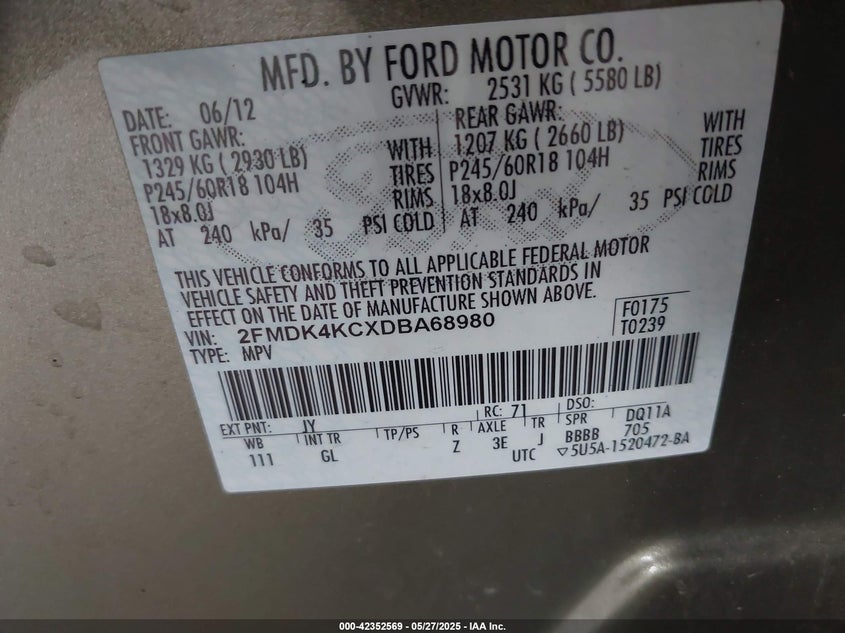 MFD. BY FORD MOTOR CO.
DATE: 06/12
GVWR: 2531 KG ( 5580 LB)
FRONT GAWR:
1329 KG ( 2930 LB) WITH
P245/60R18 104H TIRES
18x8.0J RIMS
AT 240 kPa/ 35 PSI COLD
REAR GAWR:
1207 KG ( 2660 LB) WITH
P245/60R18 104H TIRES
18x8.0J RIMS
AT 240 kPa/ 35 PSI COLD
THIS VEHICLE CONFORMS TO ALL APPLICABLE FEDERAL MOTOR
VEHICLE SAFETY AND THEFT PREVENTION STANDARDS IN
EFFECT ON THE DATE OF MANUFACTURE SHOWN ABOVE.
VIN: 2FMDK4KCXDBA68980
TYPE: MPV
F0175
T0239
EXT PNT: JY RC: 71 DSO:
WB INT TR TP/PS R AXLE TR SPR DQ11A
111 GL Z 3E J BBBB 705
UTC ▽5U5A-1520472-BA
000-42352569 — 05/27/2025 — IAA Inc.